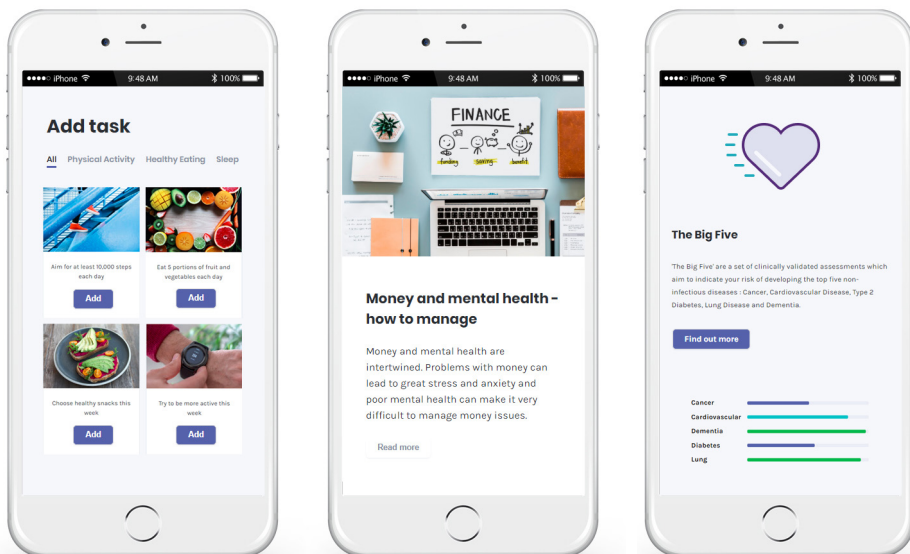 ●●●●○ iPhone 9:48 AM 100%
Add task
All Physical Activity Healthy Eating Sleep
Aim for at least 10,000 steps
each day
Add
Eat 5 portions of fruit and
vegetables each day
Add
Choose healthy snacks this
week
Add
Try to be more active this
week
Add
●●●●○ iPhone 9:48 AM 100%
FINANCE
funding saving benefit
Money and mental health -
how to manage
Money and mental health are
intertwined. Problems with money can
lead to great stress and anxiety and
poor mental health can make it very
difficult to manage money issues.
Read more
●●●●○ iPhone 9:48 AM 100%
The Big Five
'The Big Five' are a set of clinically validated assessments which
aim to indicate your risk of developing the top five non-
infectious diseases : Cancer, Cardiovascular Disease, Type 2
Diabetes, Lung Disease and Dementia.
Find out more
Cancer
Cardiovascular
Dementia
Diabetes
Lung